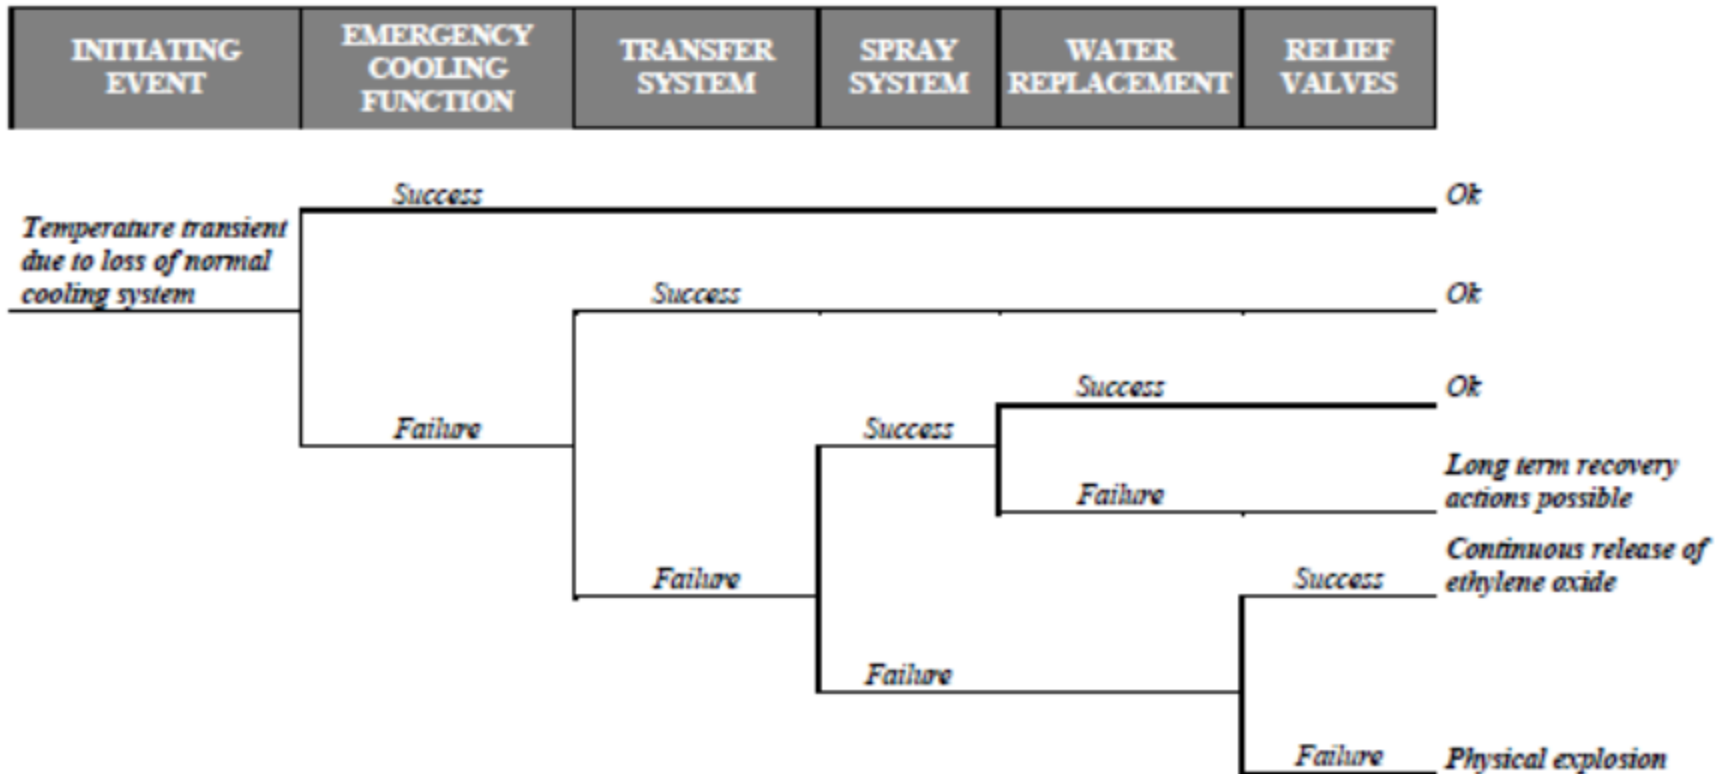 INITIATING
EVENT
EMERGENCY
COOLING
FUNCTION
TRANSFER
SYSTEM
SPRAY
SYSTEM
WATER
REPLACEMENT
RELIEF
VALVES
Success
Ok
Temperature transient
due to loss of normal
cooling system
Success
Ok
Success
Ok
Failure
Success
Failure
Long term recovery
actions possible
Failure
Success
Continuous release of
ethylene oxide
Failure
Failure
Physical explosion